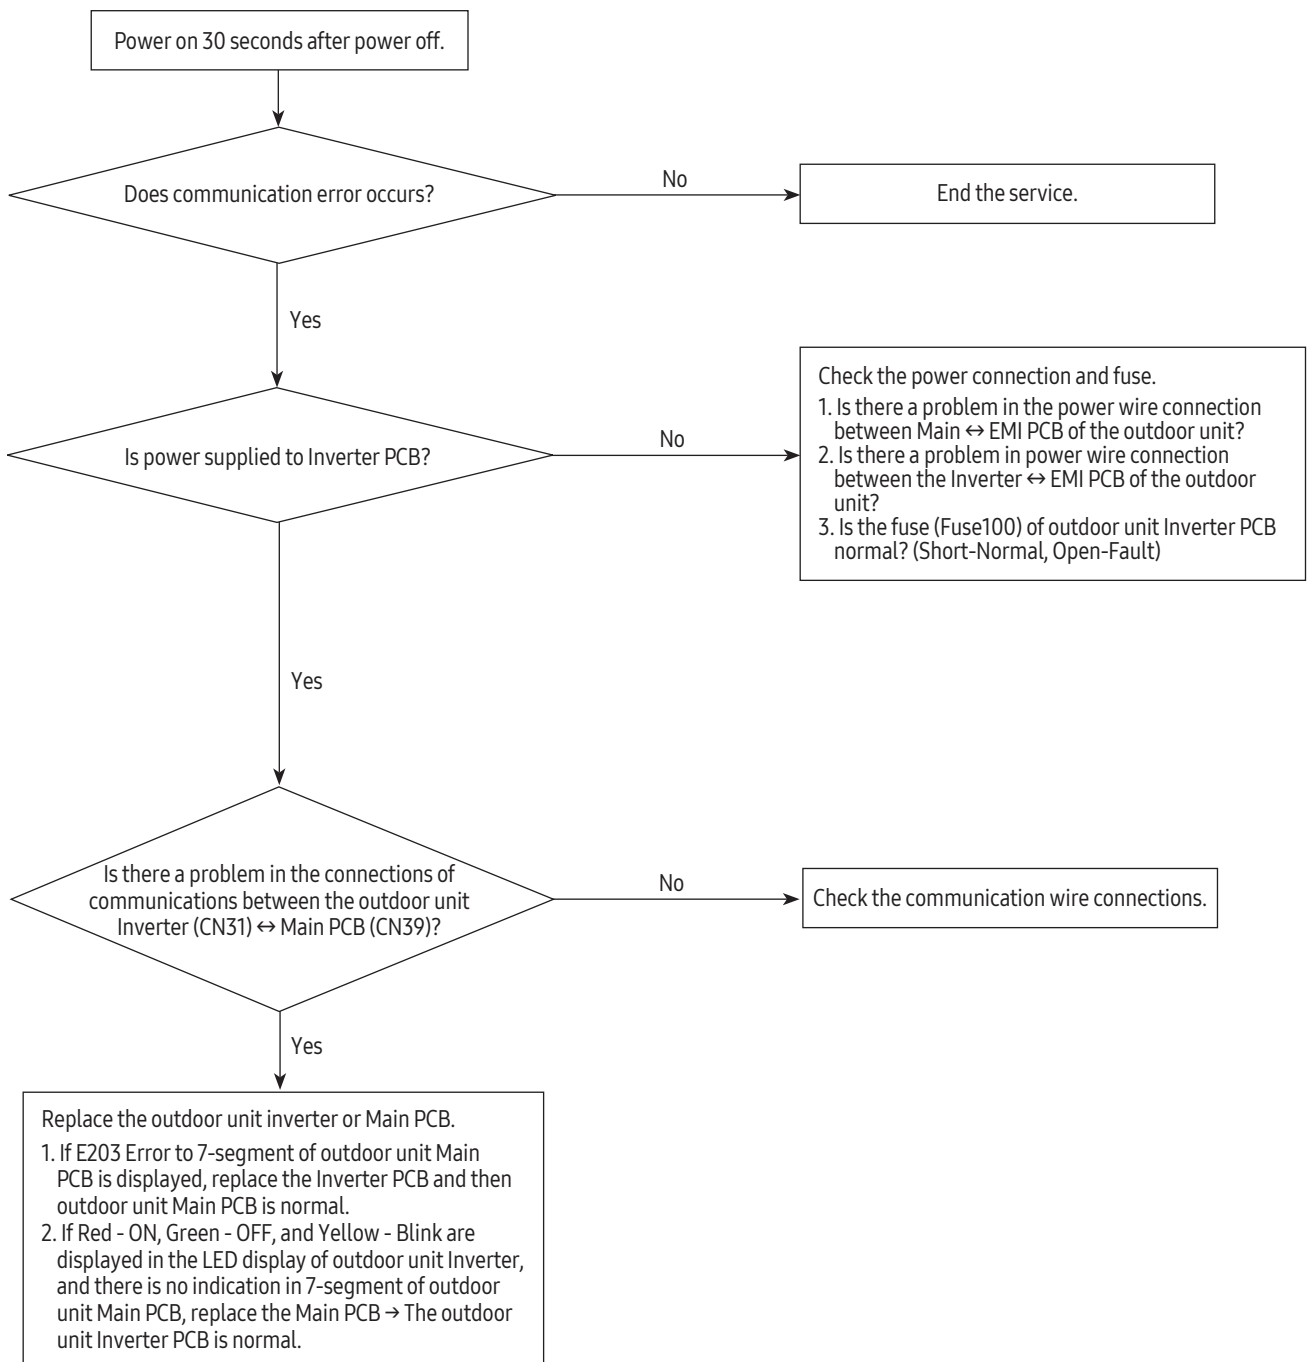 Power on 30 seconds after power off.
Does communication error occurs?
No
End the service.
Yes
Is power supplied to Inverter PCB?
No
Check the power connection and fuse.
1. Is there a problem in the power wire connection
between Main ↔ EMI PCB of the outdoor unit?
2. Is there a problem in power wire connection
between the Inverter ↔ EMI PCB of the outdoor
unit?
3. Is the fuse (Fuse100) of outdoor unit Inverter PCB
normal? (Short-Normal, Open-Fault)
Yes
Is there a problem in the connections of
communications between the outdoor unit
Inverter (CN31) ↔ Main PCB (CN39)?
No
Check the communication wire connections.
Yes
Replace the outdoor unit inverter or Main PCB.
1. If E203 Error to 7-segment of outdoor unit Main
PCB is displayed, replace the Inverter PCB and then
outdoor unit Main PCB is normal.
2. If Red - ON, Green - OFF, and Yellow - Blink are
displayed in the LED display of outdoor unit Inverter,
and there is no indication in 7-segment of outdoor
unit Main PCB, replace the Main PCB → The outdoor
unit Inverter PCB is normal.